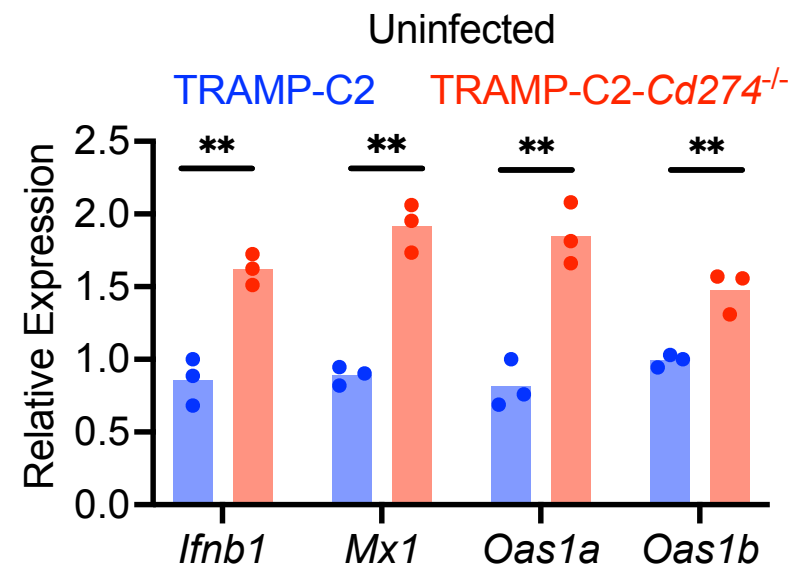 Uninfected
TRAMP-C2 TRAMP-C2-Cd274-/-
** ** ** **
Relative Expression
2.5
2.0
1.5
1.0
0.5
0.0
Ifnb1 Mx1 Oas1a Oas1b